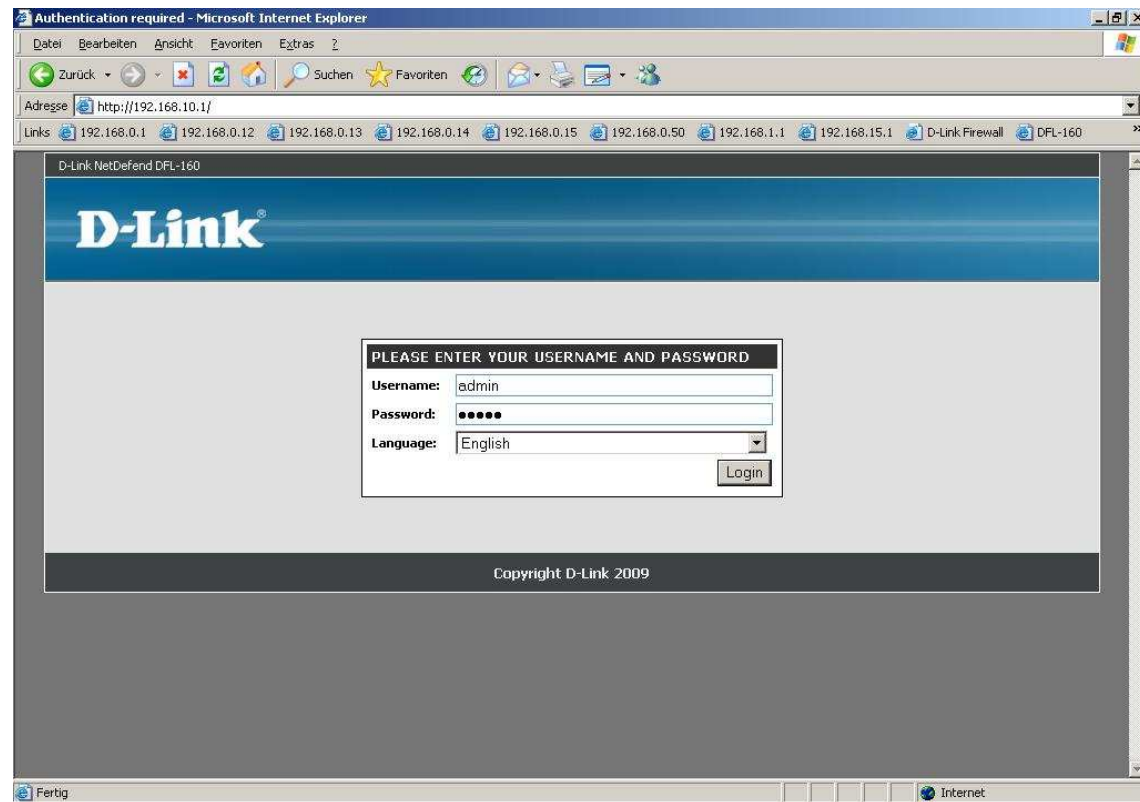 Authentication required - Microsoft Internet Explorer
Datei Bearbeiten Ansicht Favoriten Extras ?
Zurück Suchen Favoriten
Adresse http://192.168.10.1/
Links 192.168.0.1 192.168.0.12 192.168.0.13 192.168.0.14 192.168.0.15 192.168.0.50 192.168.1.1 192.168.15.1 D-Link Firewall DFL-160 »
D-Link NetDefend DFL-160
D-Link®
PLEASE ENTER YOUR USERNAME AND PASSWORD
Username: admin
Password: ●●●●●
Language: English
Login
Copyright D-Link 2009
Fertig Internet